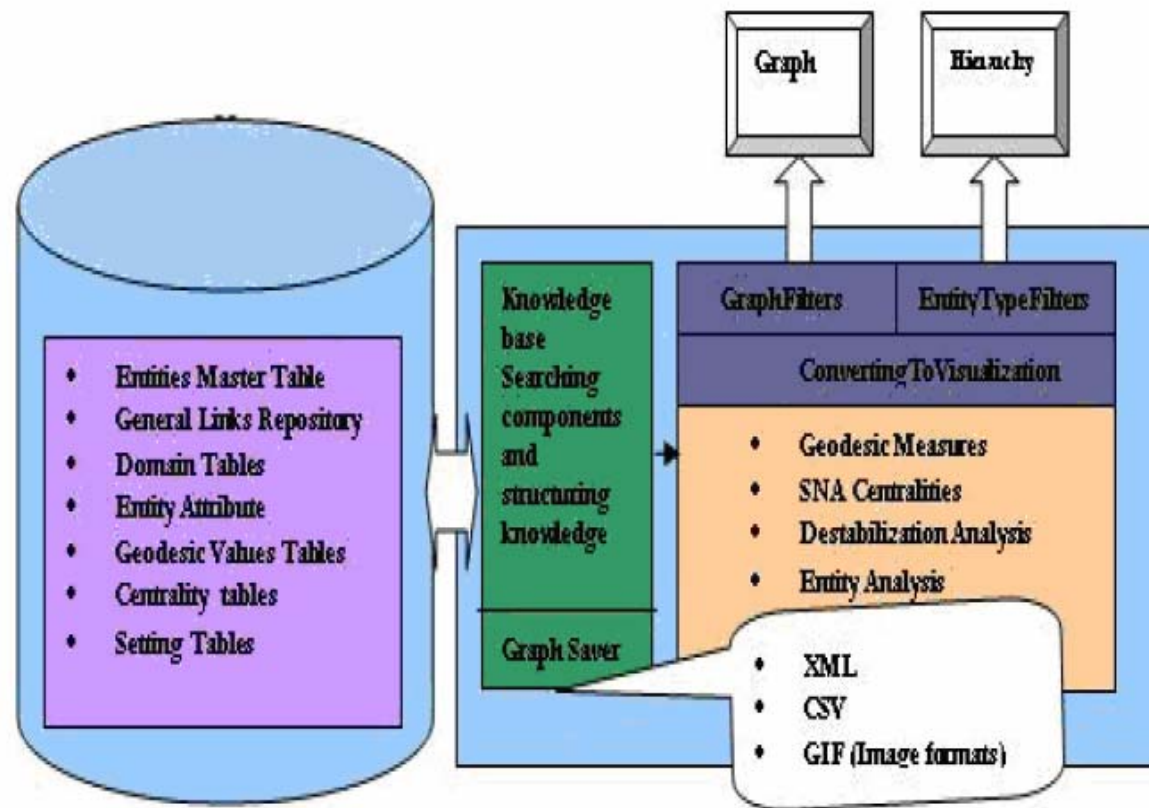 Graph
Hierarchy
• Entities Master Table
• General Links Repository
• Domain Tables
• Entity Attribute
• Geodesic Values Tables
• Centrality tables
• Setting Tables
Knowledge
base
Searching
components
and
structuring
knowledge
Graph Saver
GraphFilters
EntityTypeFilters
ConvertingToVisualization
• Geodesic Measures
• SNA Centralities
• Destabilization Analysis
• Entity Analysis
• XML
• CSV
• GIF (Image formats)